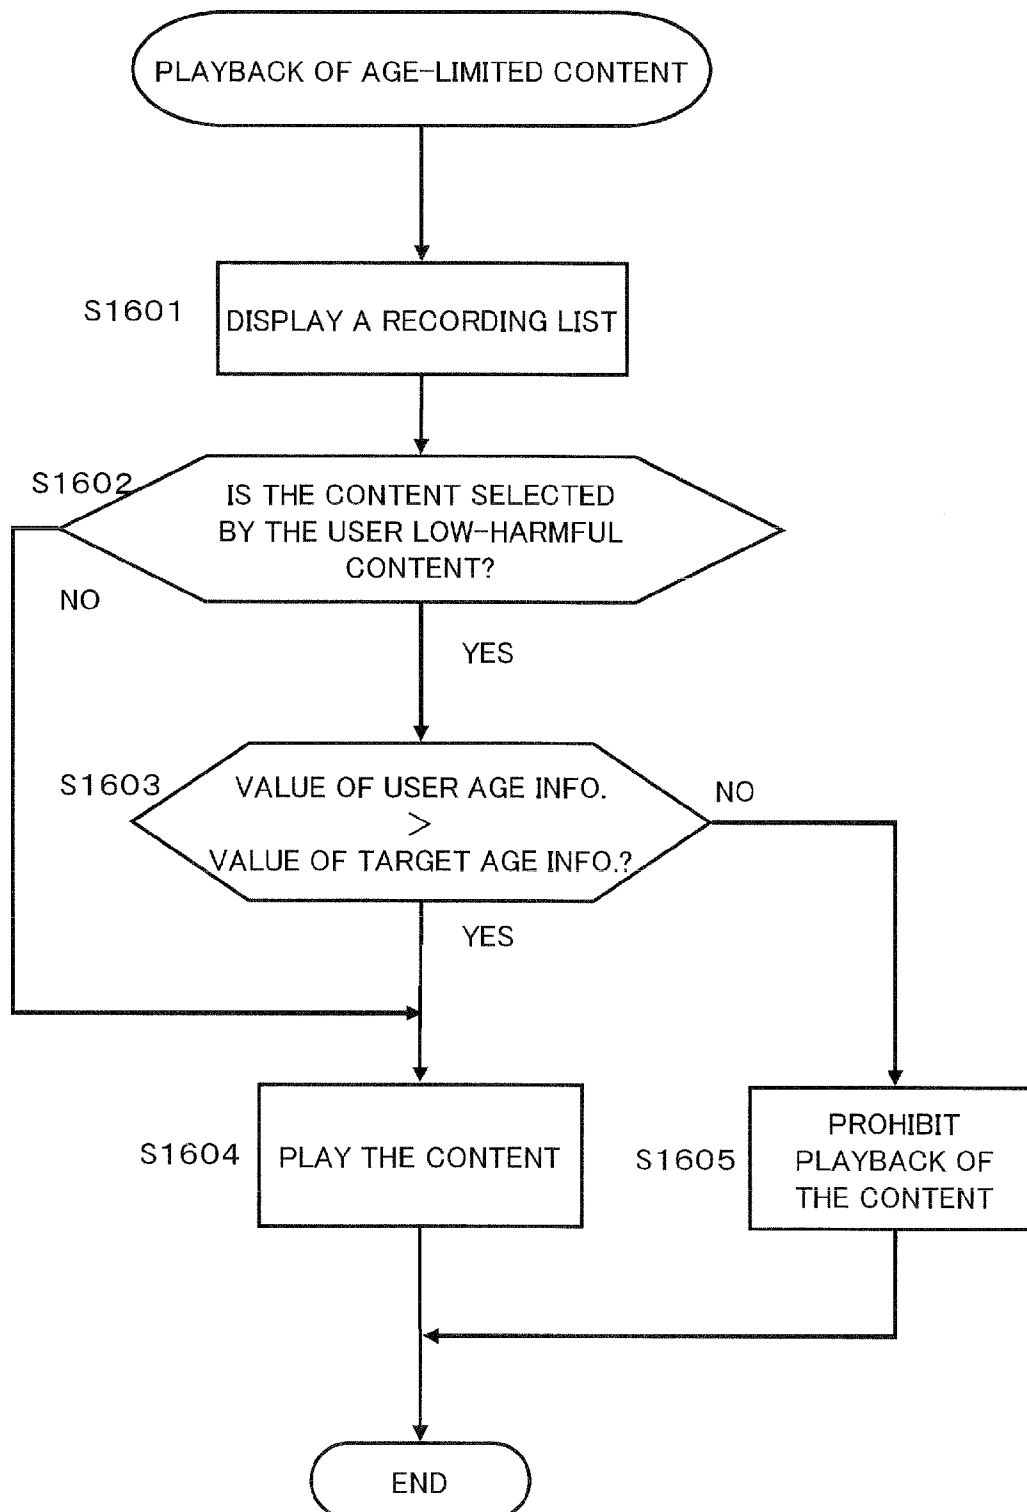 PLAYBACK OF AGE-LIMITED CONTENT
S1601
DISPLAY A RECORDING LIST
S1602
IS THE CONTENT SELECTED
BY THE USER LOW-HARMFUL
CONTENT?
NO
YES
S1603
VALUE OF USER AGE INFO.
>
VALUE OF TARGET AGE INFO.?
NO
YES
S1604
PLAY THE CONTENT
S1605
PROHIBIT
PLAYBACK OF
THE CONTENT
END